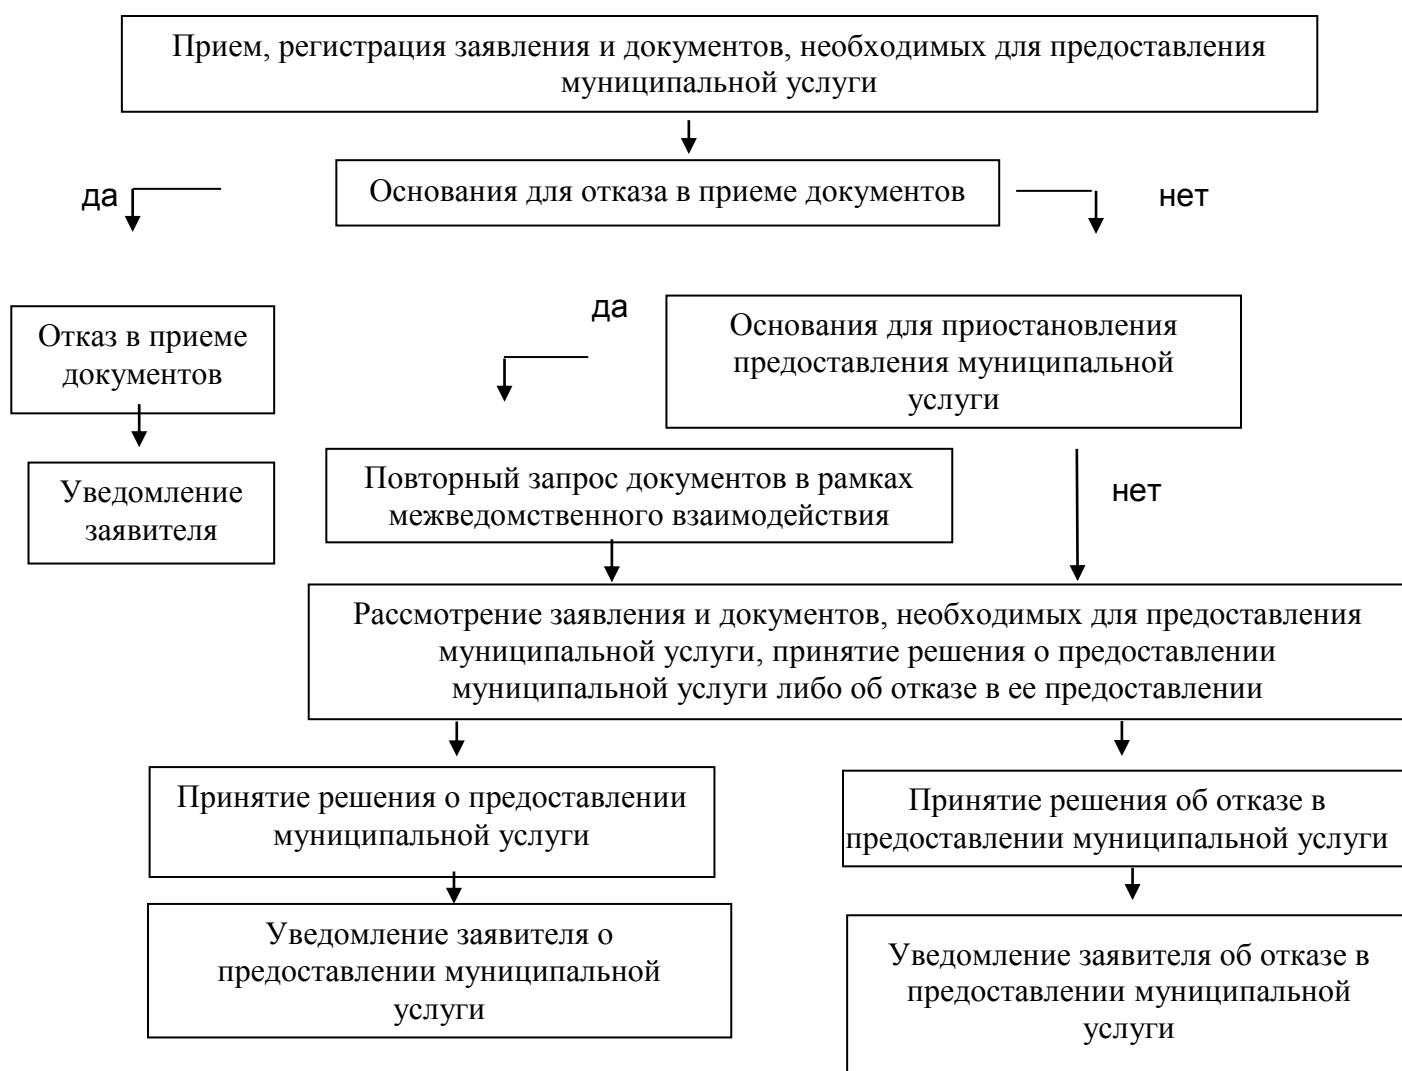 Прием, регистрация заявления и документов, необходимых для предоставления
муниципальной услуги
да
Основания для отказа в приеме документов
нет
Отказ в приеме
документов
да
Основания для приостановления
предоставления муниципальной
услуги
Уведомление
заявителя
Повторный запрос документов в рамках
межведомственного взаимодействия
нет
Рассмотрение заявления и документов, необходимых для предоставления
муниципальной услуги, принятие решения о предоставлении
муниципальной услуги либо об отказе в ее предоставлении
Принятие решения о предоставлении
муниципальной услуги
Принятие решения об отказе в
предоставлении муниципальной услуги
Уведомление заявителя о
предоставлении муниципальной
услуги
Уведомление заявителя об отказе в
предоставлении муниципальной
услуги